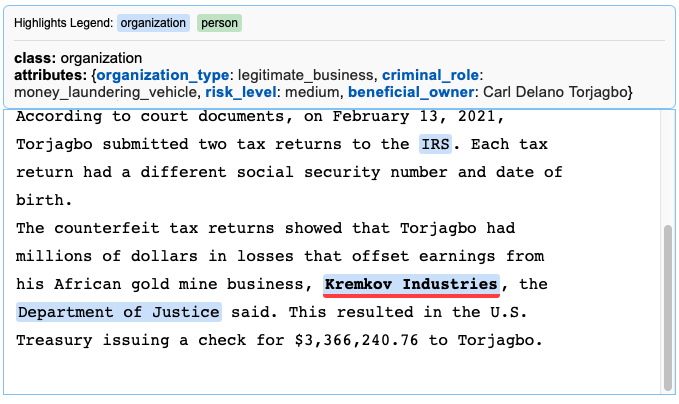 Highlights Legend: organization person
class: organization
attributes: {organization_type: legitimate_business, criminal_role:
money_laundering_vehicle, risk_level: medium, beneficial_owner: Carl Delano Torjagbo}
According to court documents, on February 13, 2021,
Torjagbo submitted two tax returns to the IRS. Each tax
return had a different social security number and date of
birth.
The counterfeit tax returns showed that Torjagbo had
millions of dollars in losses that offset earnings from
his African gold mine business, Kremkov Industries, the
Department of Justice said. This resulted in the U.S.
Treasury issuing a check for $3,366,240.76 to Torjagbo.